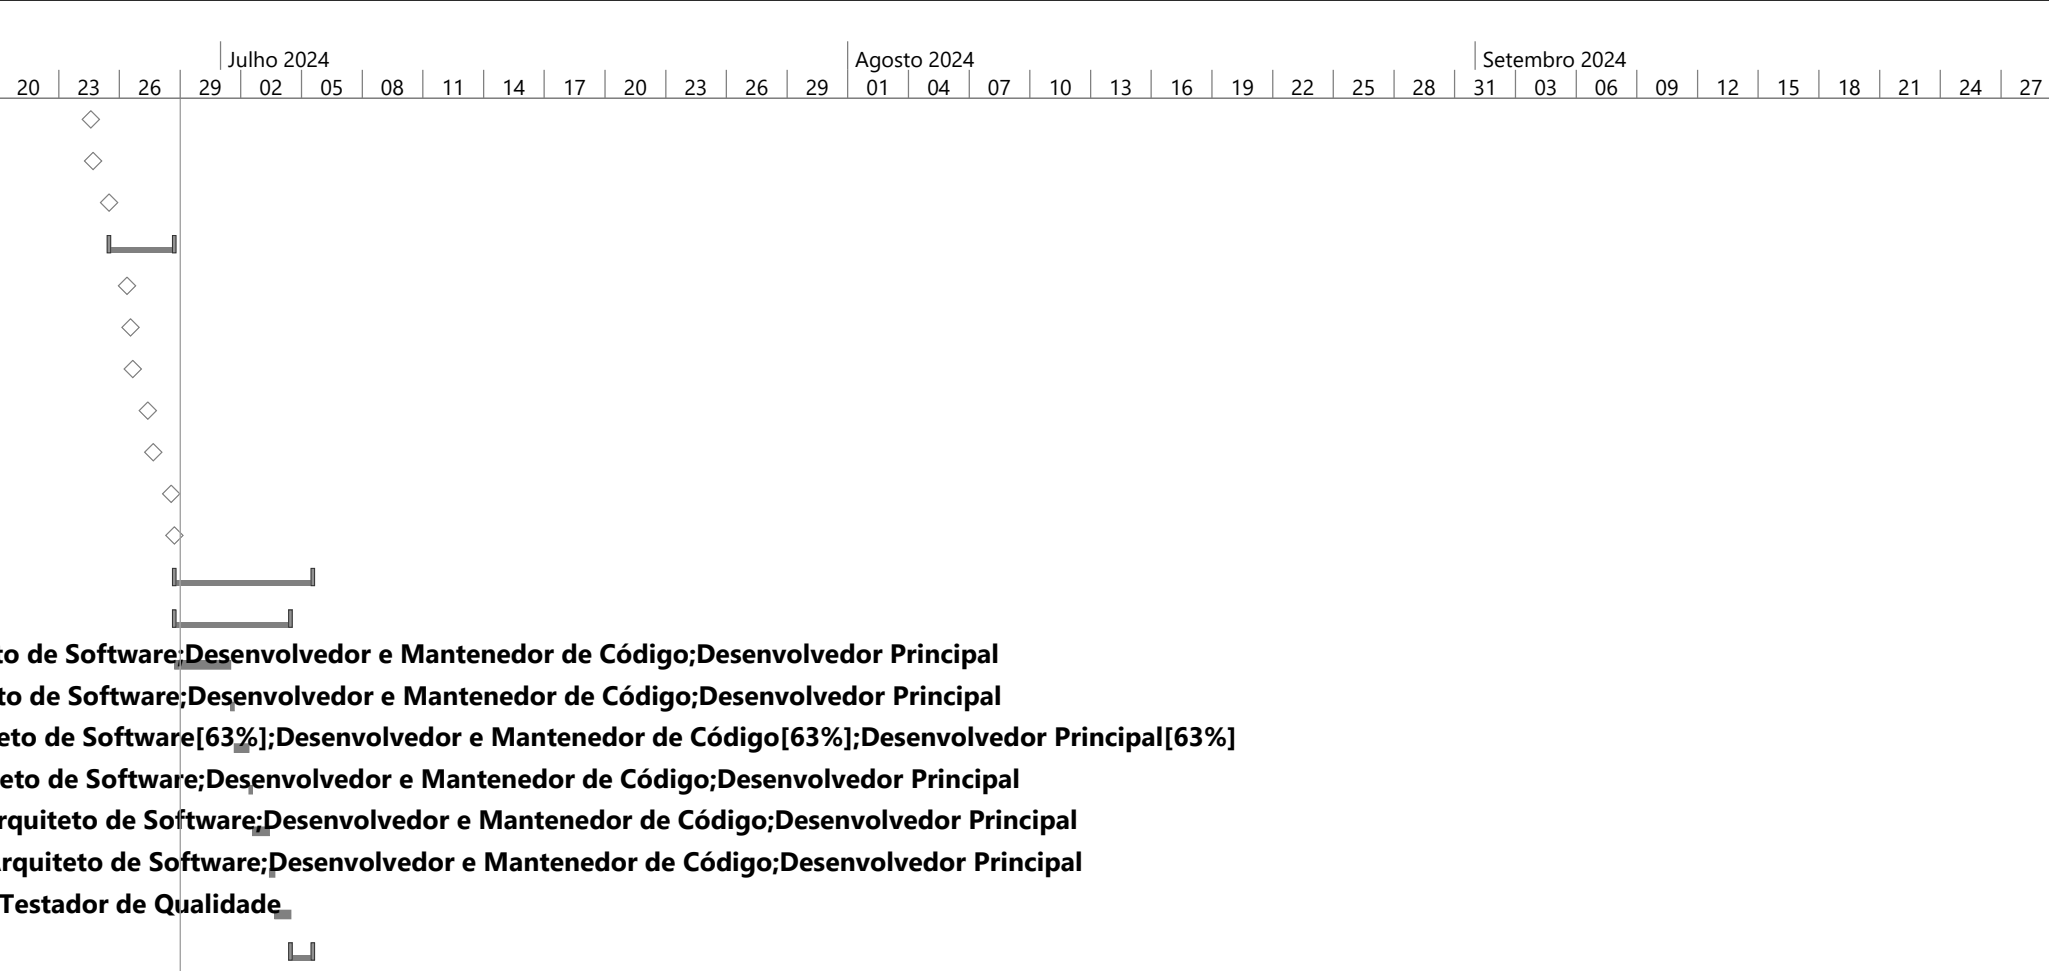 Julho 2024 Agosto 2024 Setembro 2024
20 23 26 29 02 05 08 11 14 17 20 23 26 29 01 04 07 10 13 16 19 22 25 28 31 03 06 09 12 15 18 21 24 27
to de Software;Desenvolvedor e Mantenedor de Código;Desenvolvedor Principal
to de Software;Desenvolvedor e Mantenedor de Código;Desenvolvedor Principal
eto de Software[63%];Desenvolvedor e Mantenedor de Código[63%];Desenvolvedor Principal[63%]
eto de Software;Desenvolvedor e Mantenedor de Código;Desenvolvedor Principal
rquiteto de Software;Desenvolvedor e Mantenedor de Código;Desenvolvedor Principal
rquiteto de Software;Desenvolvedor e Mantenedor de Código;Desenvolvedor Principal
Testador de Qualidade